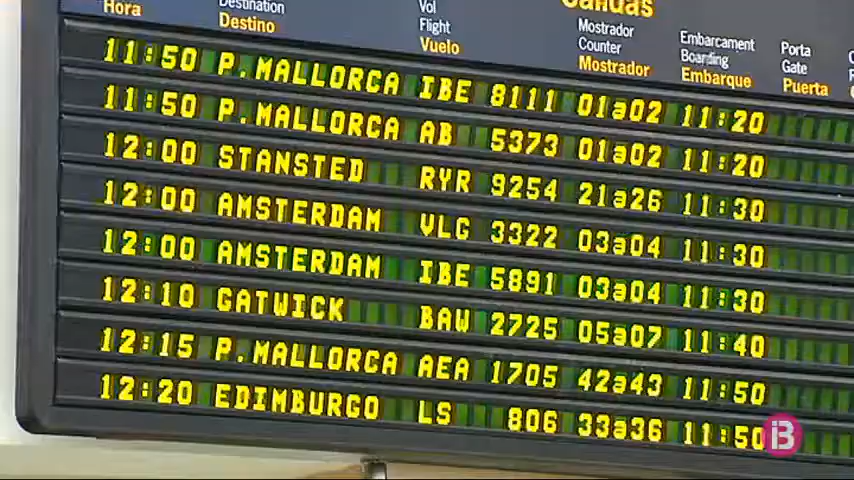 Salidas
Hora
Destination
Destino
Vol
Flight
Vuelo
Mostrador
Counter
Mostrador
Embarcament
Boarding
Embarque
Porta
Gate
Puerta
11:50 P.MALLORCA IBE 8111 01a02 11:20
11:50 P.MALLORCA AB 5373 01a02 11:20
12:00 STANSTED RYR 9254 21a26 11:30
12:00 AMSTERDAM VLG 3322 03a04 11:30
12:00 AMSTERDAM IBE 5891 03a04 11:30
12:10 GATWICK BAW 2725 05a07 11:40
12:15 P.MALLORCA AEA 1705 42a43 11:50
12:20 EDIMBURGO LS 806 33a36 11:50